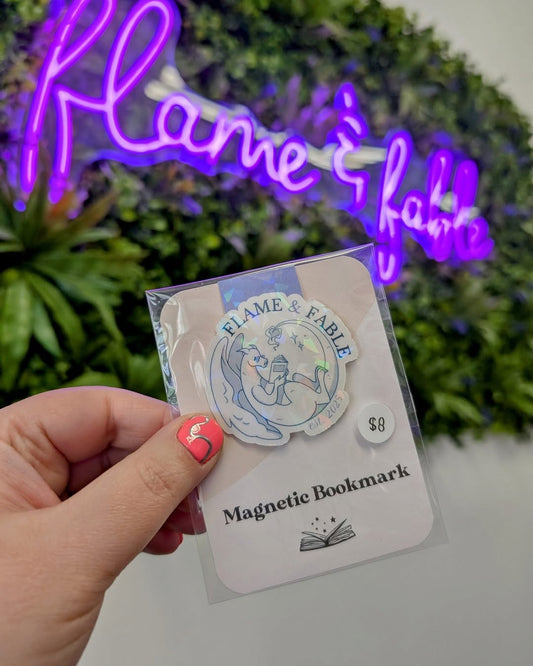 flame & fable
FLAME & FABLE
est. 2023
$8
Magnetic Bookmark